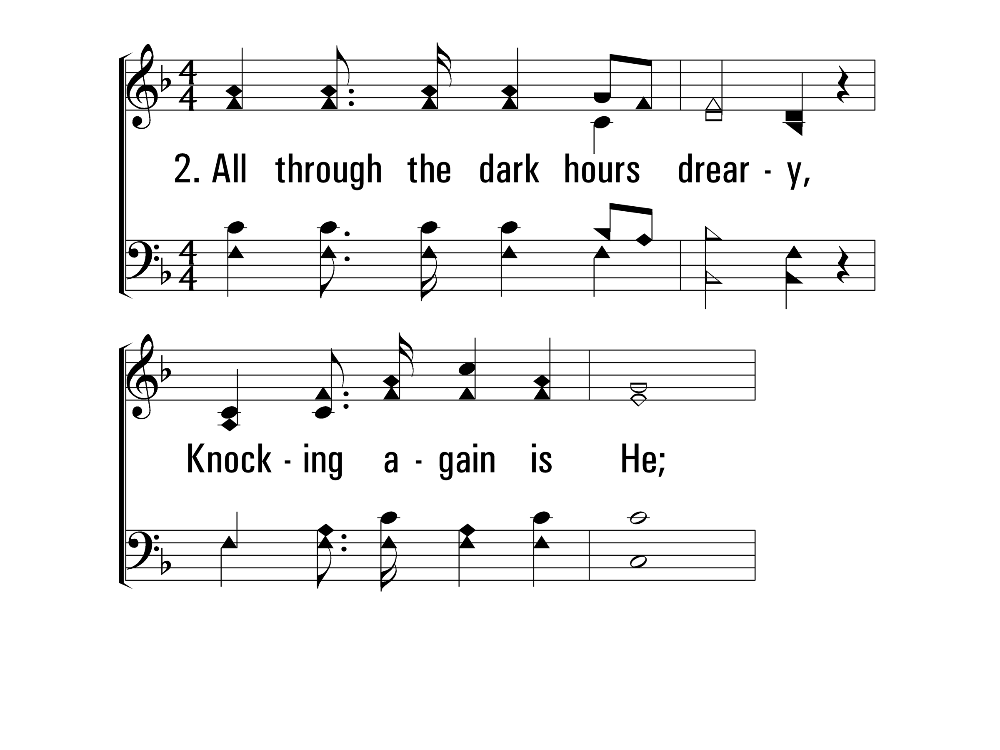 2. All through the dark hours drear - y,
Knock - ing a - gain is He;